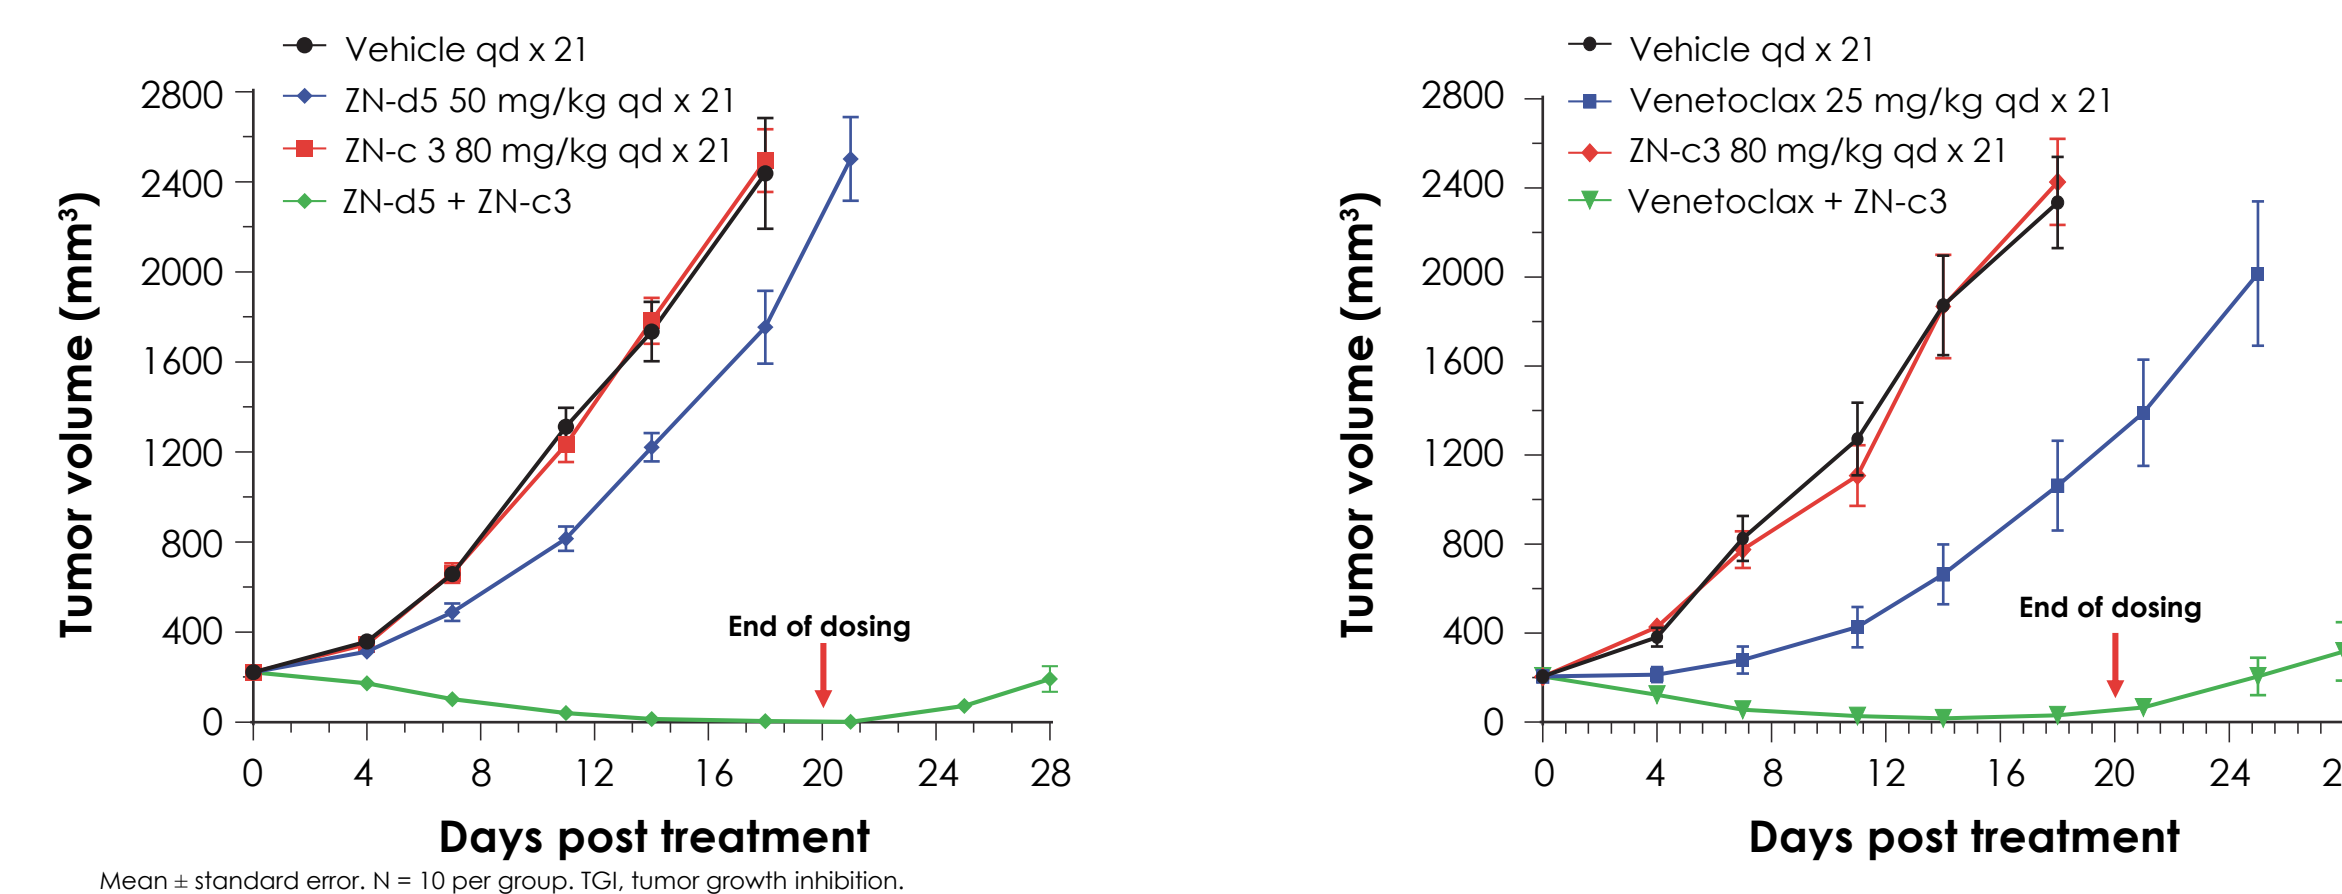 Vehicle qd x 21
ZN-d5 50 mg/kg qd x 21
ZN-c 3 80 mg/kg qd x 21
ZN-d5 + ZN-c3
2800
2400
2000
1600
1200
800
400
0
Tumor volume (mm³)
End of dosing
0 4 8 12 16 20 24 28
Days post treatment
Mean ± standard error. N = 10 per group. TGI, tumor growth inhibition.
Vehicle qd x 21
Venetoclax 25 mg/kg qd x 21
ZN-c3 80 mg/kg qd x 21
Venetoclax + ZN-c3
2800
2400
2000
1600
1200
800
400
0
Tumor volume (mm³)
End of dosing
0 4 8 12 16 20 24 2
Days post treatment